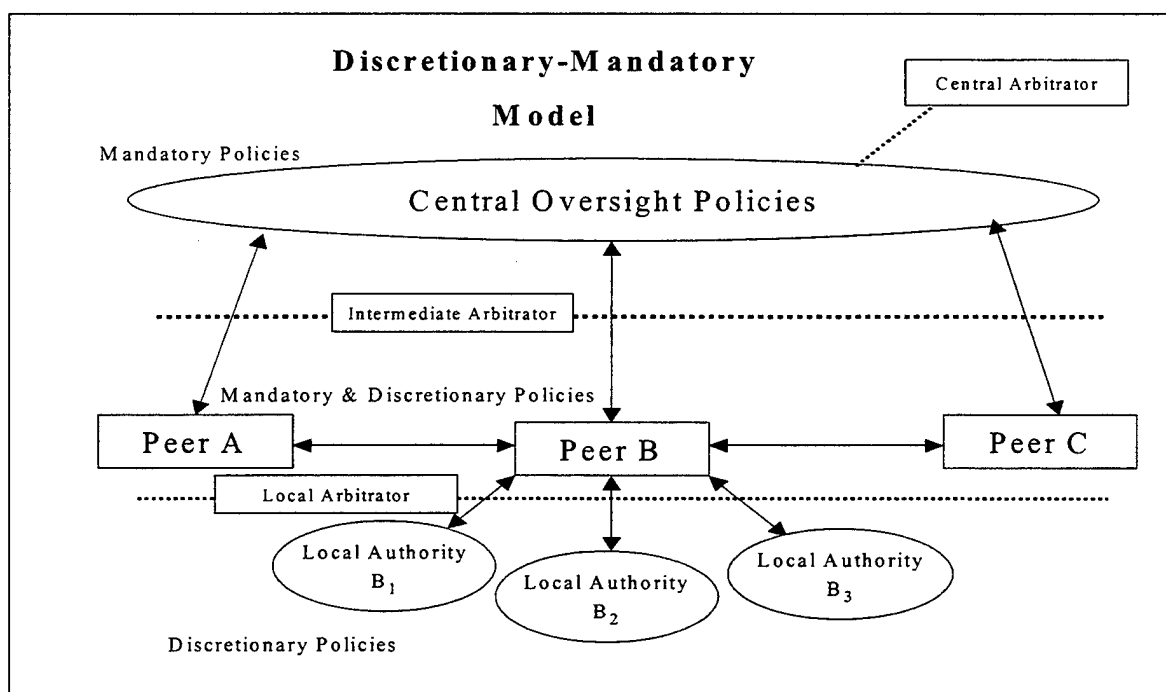 Discretionary-Mandatory
Model
Central Arbitrator
Mandatory Policies
Central Oversight Policies
Intermediate Arbitrator
Mandatory & Discretionary Policies
Peer A
Peer B
Peer C
Local Arbitrator
Local Authority
B1
Local Authority
B2
Local Authority
B3
Discretionary Policies